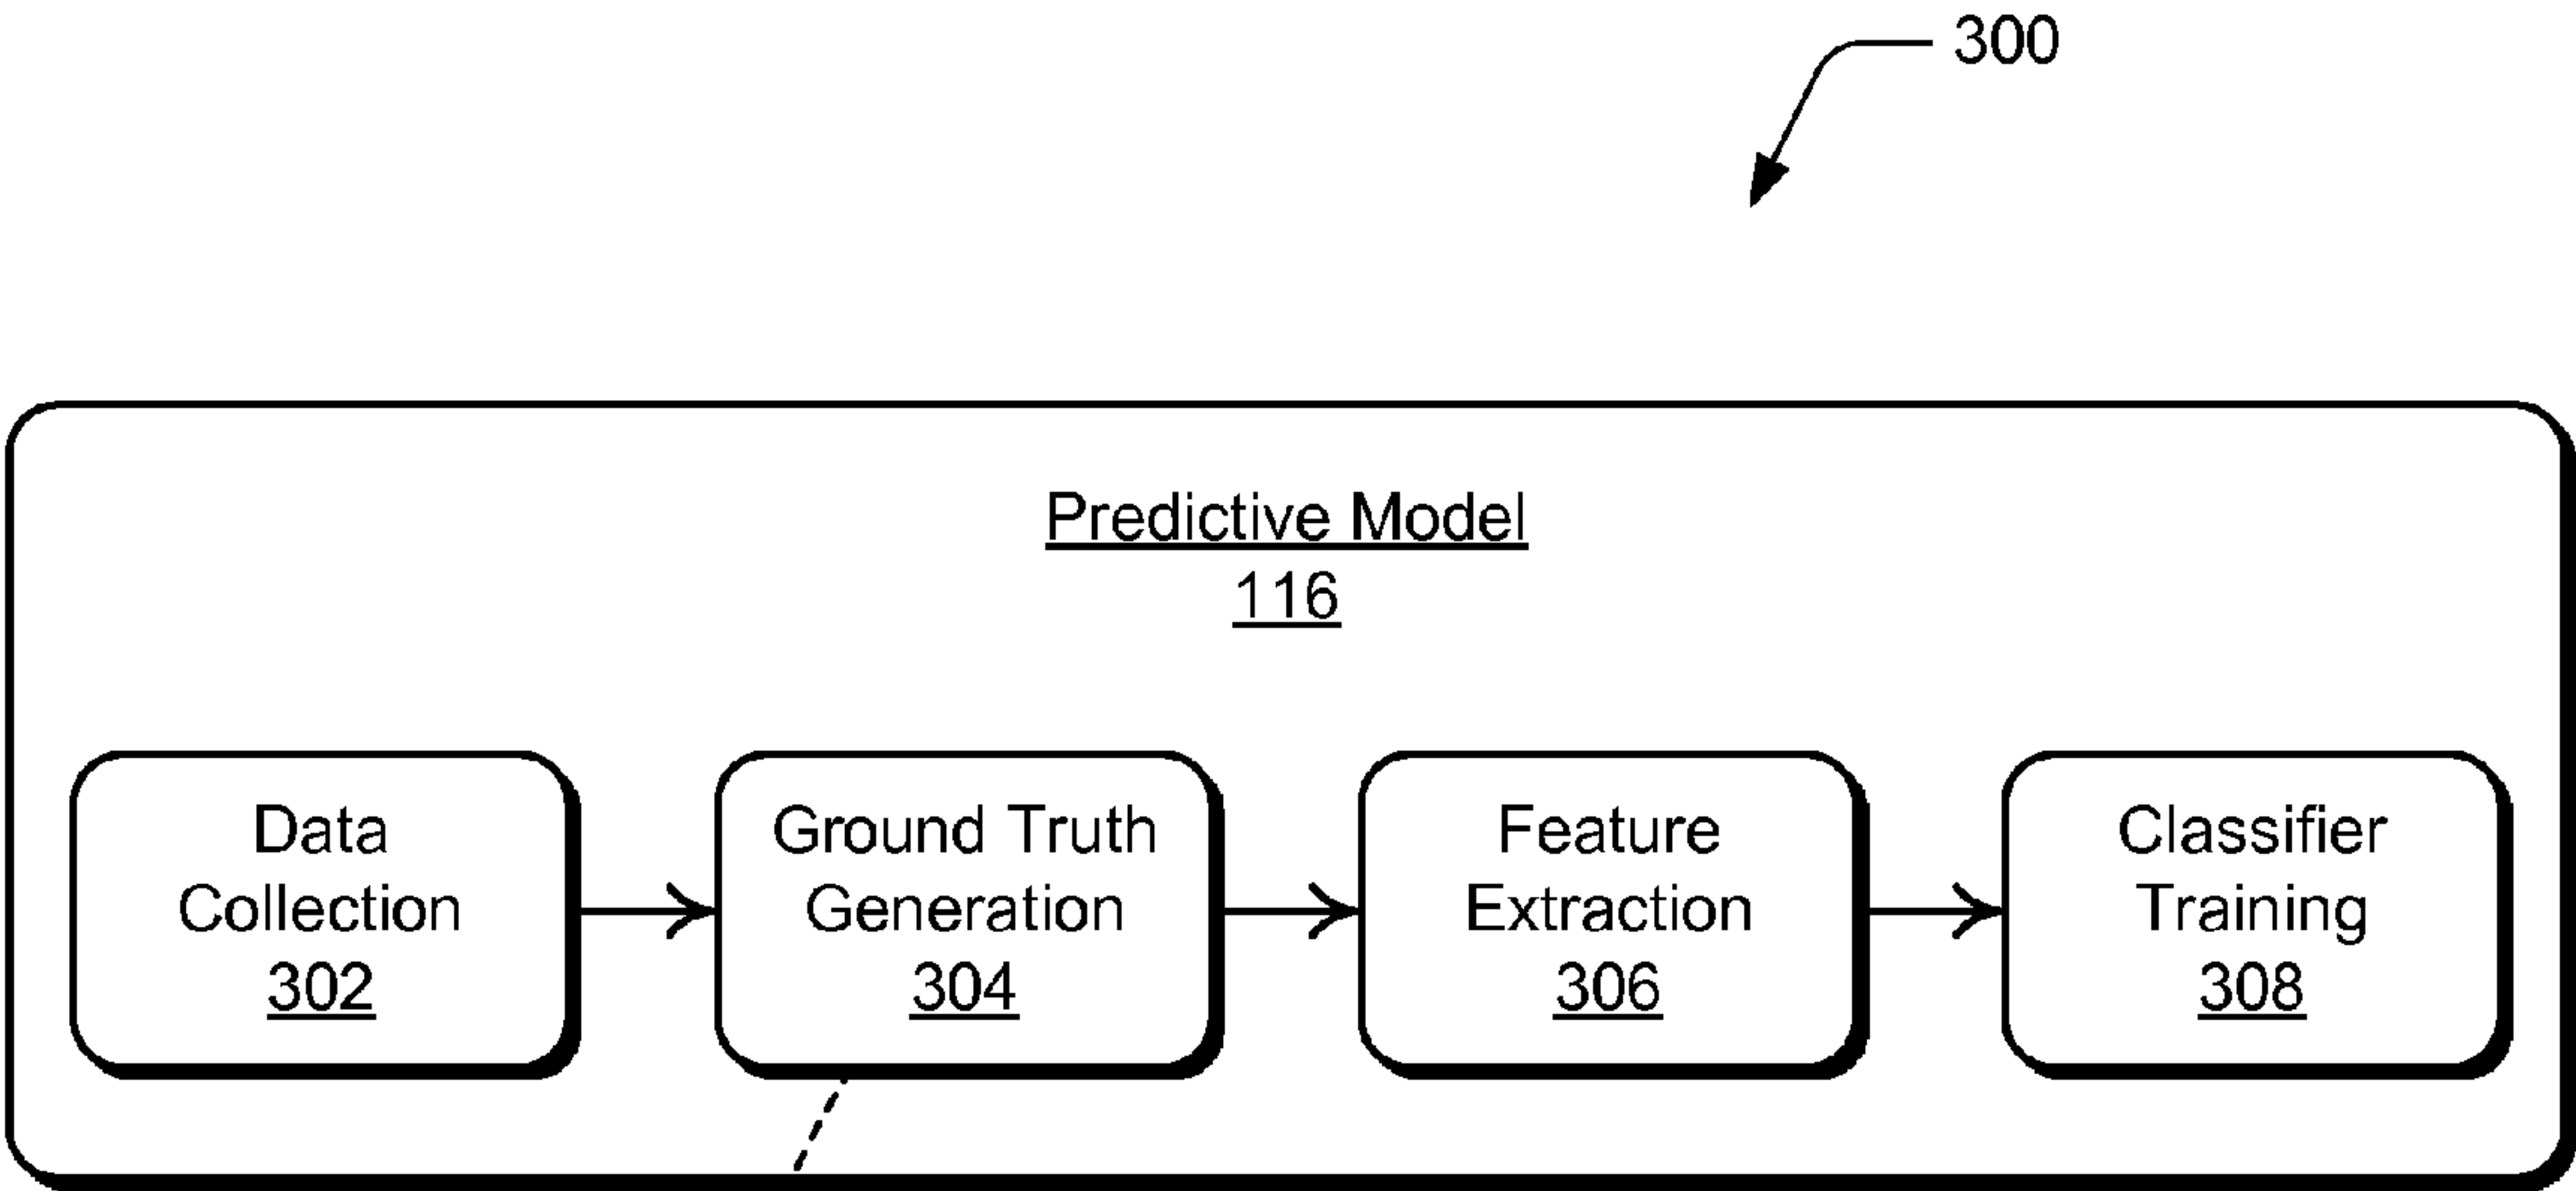 300
Predictive Model
116
Data
Collection
302
Ground Truth
Generation
304
Feature
Extraction
306
Classifier
Training
308